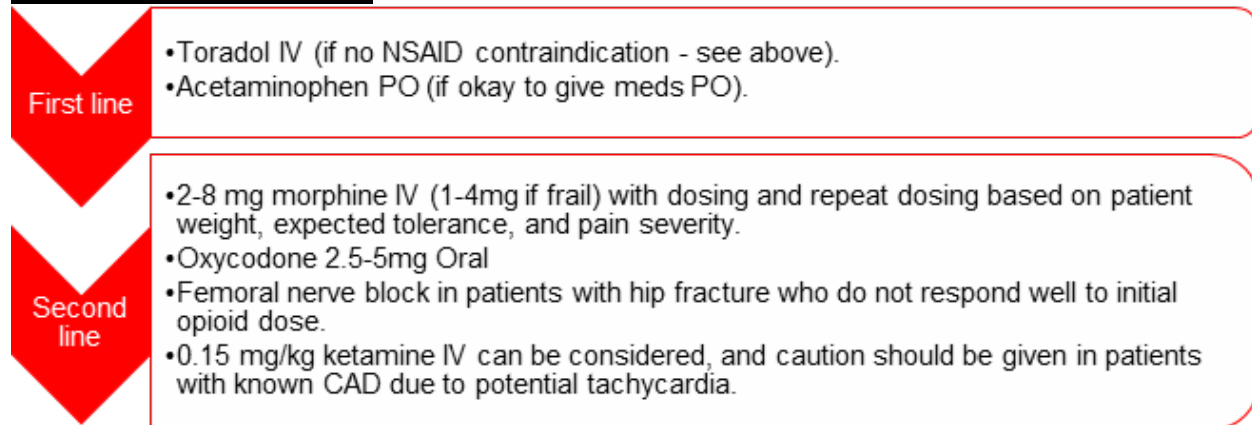 First line
•Toradol IV (if no NSAID contraindication - see above).
•Acetaminophen PO (if okay to give meds PO).
Second
line
•2-8 mg morphine IV (1-4mg if frail) with dosing and repeat dosing based on patient
weight, expected tolerance, and pain severity.
•Oxycodone 2.5-5mg Oral
•Femoral nerve block in patients with hip fracture who do not respond well to initial
opioid dose.
•0.15 mg/kg ketamine IV can be considered, and caution should be given in patients
with known CAD due to potential tachycardia.